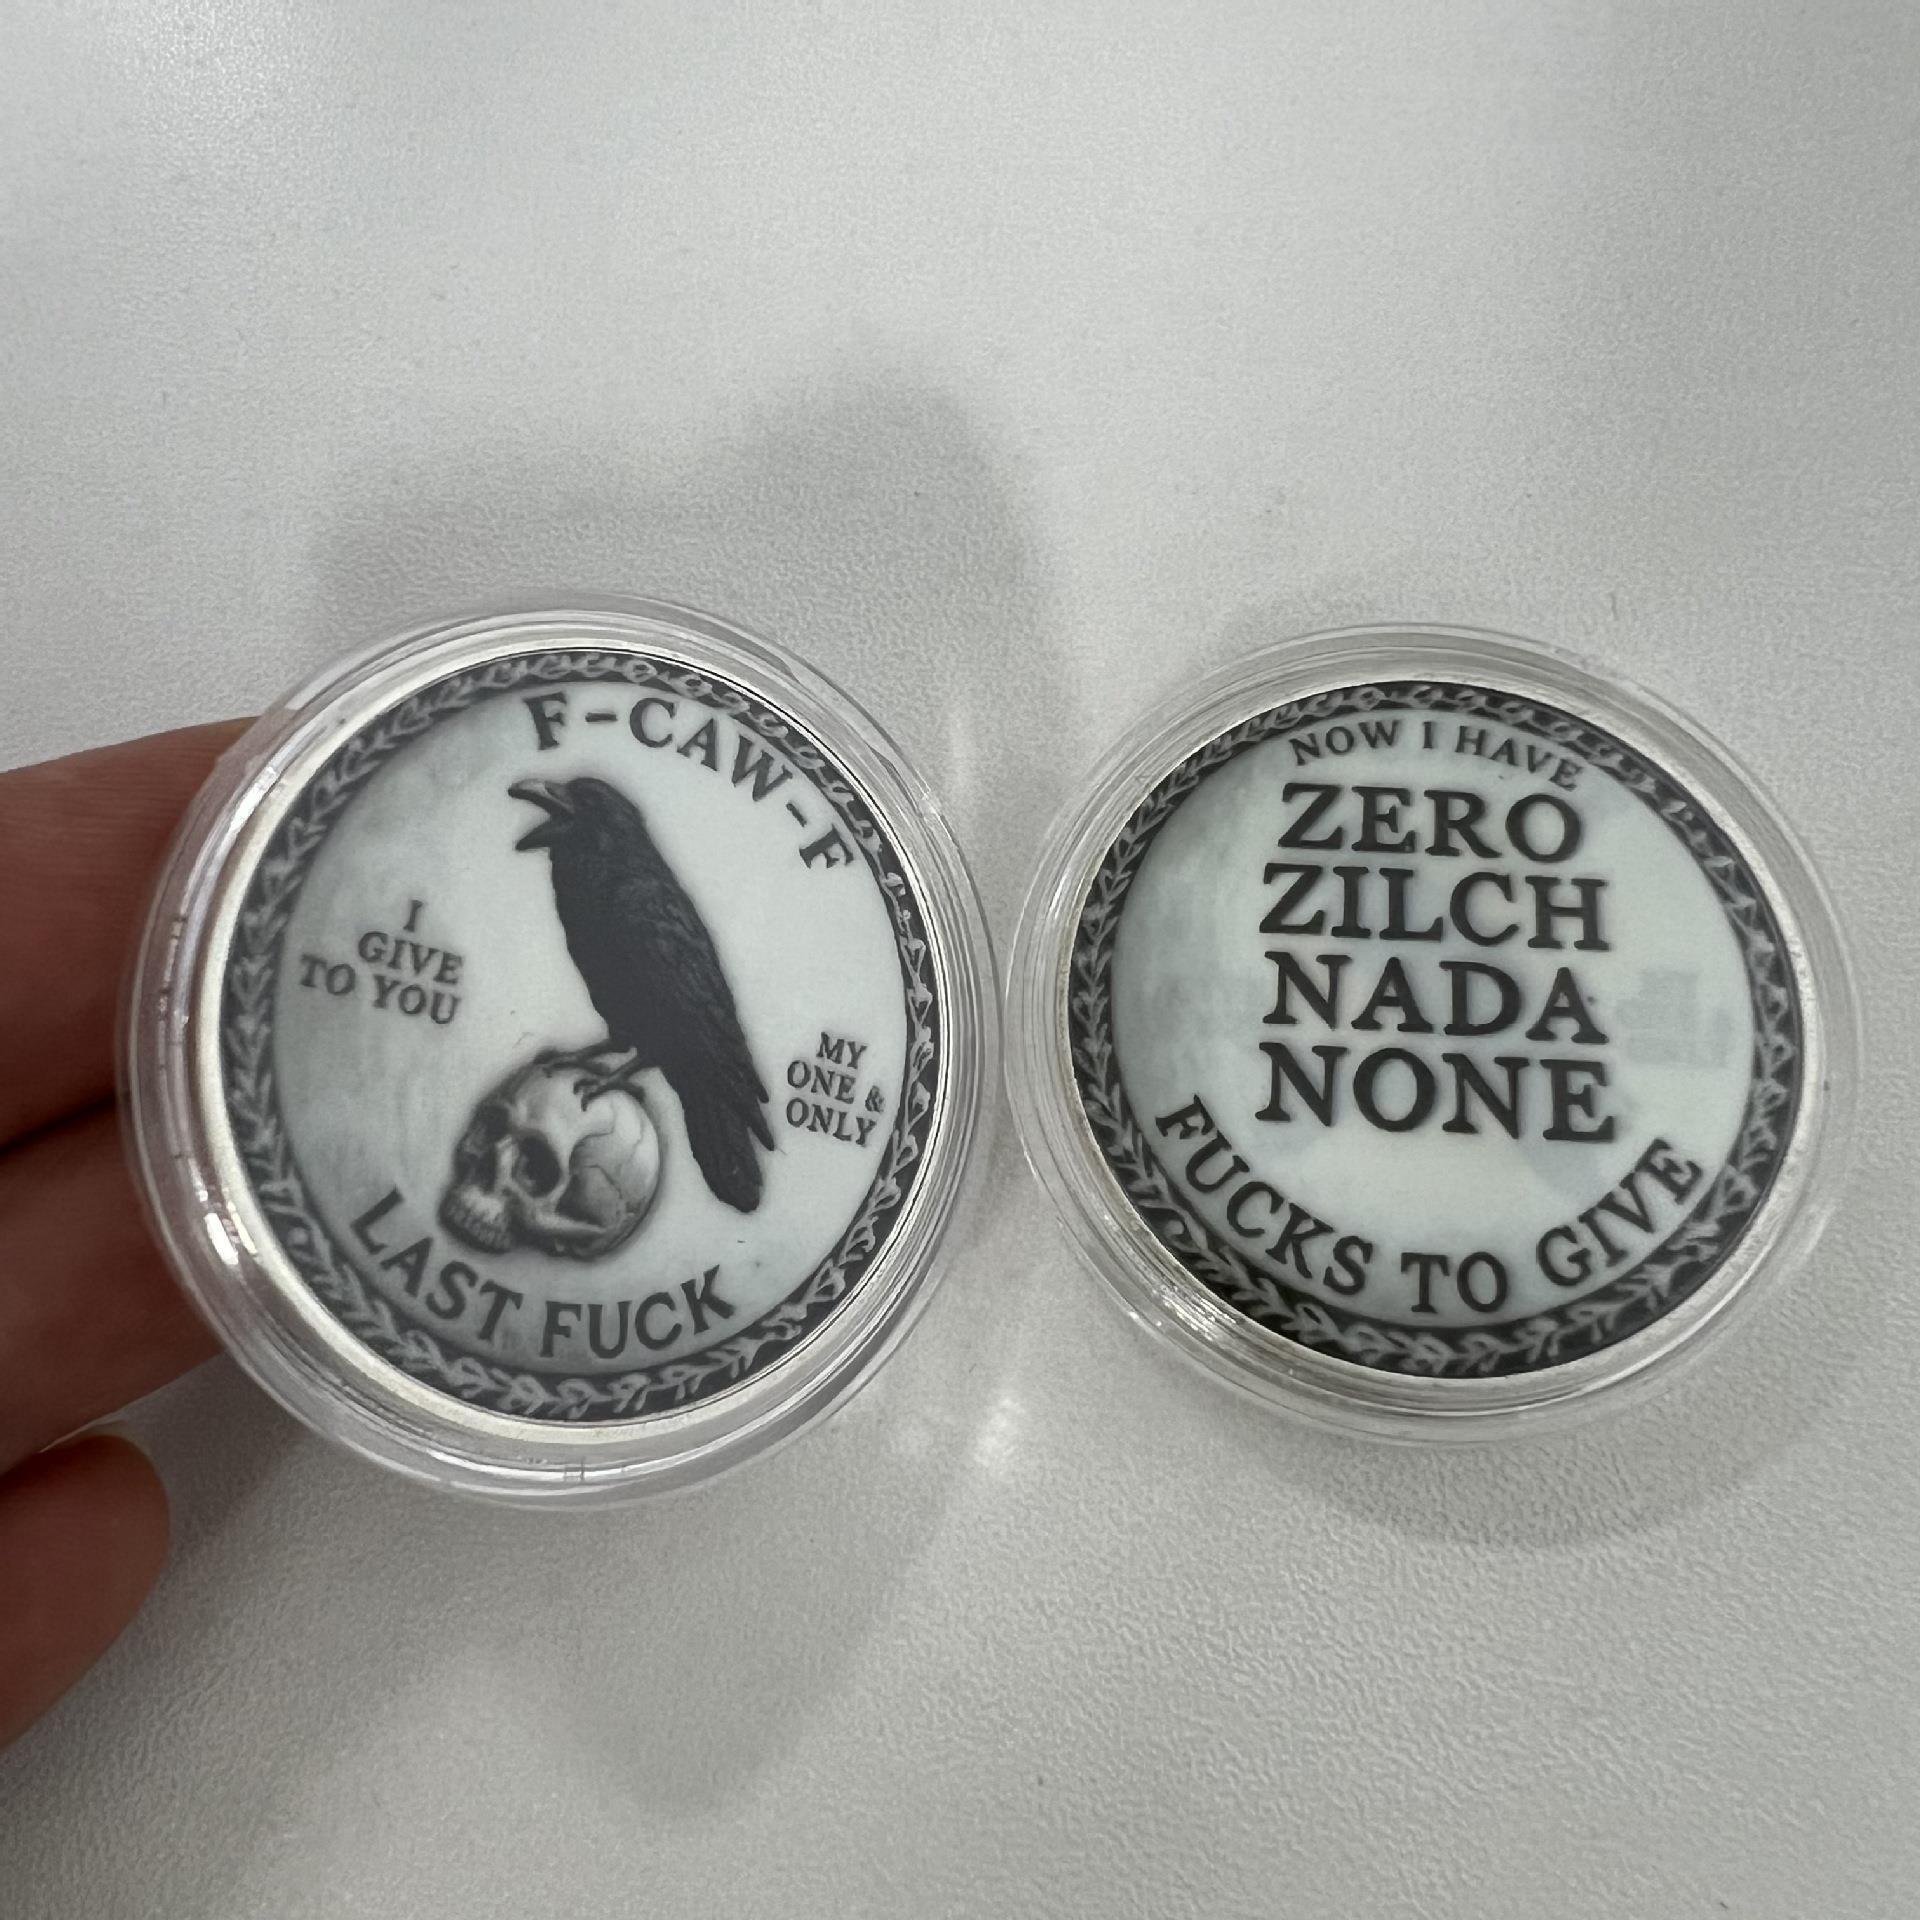 F-CAW-F
I
GIVE
TO YOU
MY
ONE &
ONLY
LAST FUCK
NOW I HAVE
ZERO
ZILCH
NADA
NONE
FUCKS TO GIVE